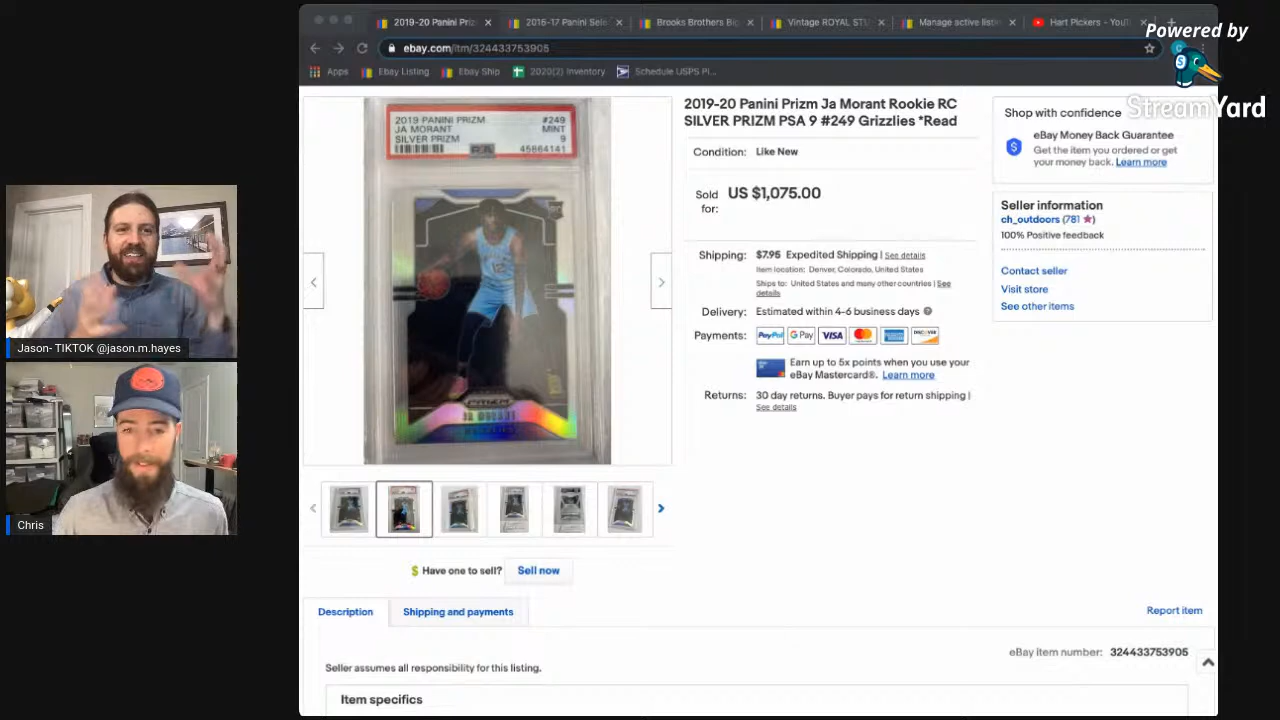 2019-20 Panini Priz
2016-17 Panini Sele
Brooks Brothers Big
Vintage ROYAL ST
Manage active listin
Hart Pickers - YouT
Powered by
StreamYard
ebay.com/itm/324433753905
Apps
Ebay Listing
Ebay Ship
2020(2) Inventory
Schedule USPS Pi...
2019 PANINI PRIZM #249
JA MORANT MINT
SILVER PRIZM 9
45864141
2019-20 Panini Prizm Ja Morant Rookie RC
SILVER PRIZM PSA 9 #249 Grizzlies *Read
Condition: Like New
Sold for: US $1,075.00
Shipping: $7.95 Expedited Shipping | See details
Item location: Denver, Colorado, United States
Ships to: United States and many other countries | See
details
Delivery: Estimated within 4-6 business days
Payments: PayPal G Pay VISA
Earn up to 5x points when you use your
eBay Mastercard®. Learn more
Returns: 30 day returns. Buyer pays for return shipping |
See details
Shop with confidence
eBay Money Back Guarantee
Get the item you ordered or get
your money back. Learn more
Seller information
ch_outdoors (781)
100% Positive feedback
Contact seller
Visit store
See other items
Jason- TIKTOK @jason.m.hayes
Chris
$ Have one to sell? Sell now
Description
Shipping and payments
Report item
eBay item number: 324433753905
Seller assumes all responsibility for this listing.
Item specifics